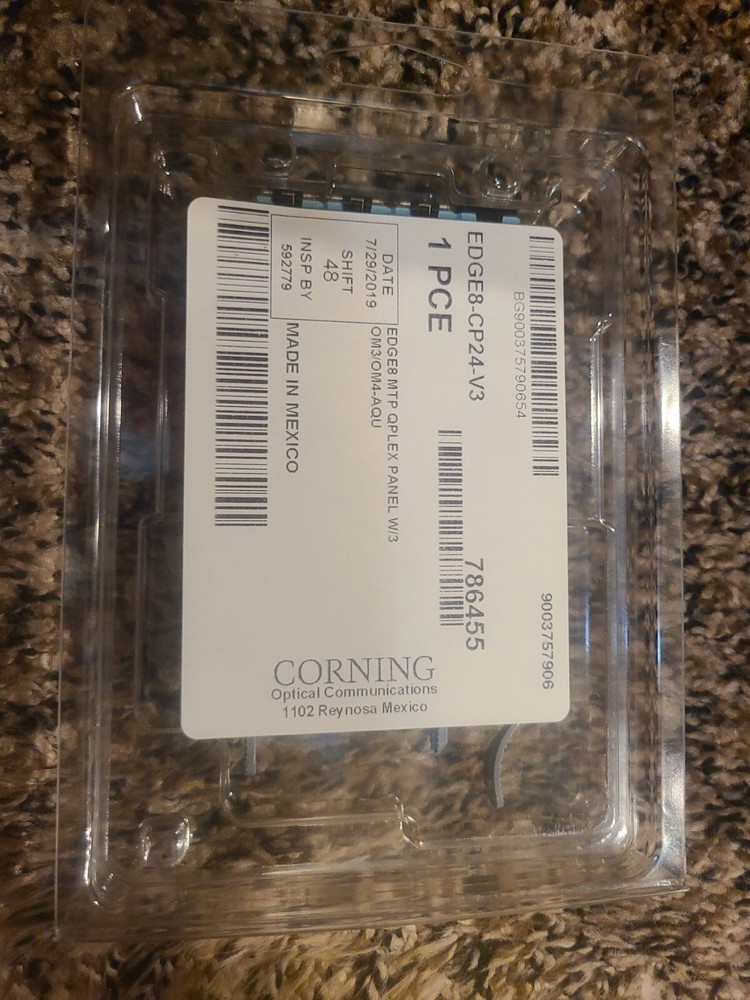 BG900375790654
9003757906
EDGE8-CP24-V3
786455
1 PCE
EDGE8 MTP QPLEX PANEL W/3
OM3/OM4-AQU
DATE
7/29/2019
SHIFT
48
INSP BY
592779
MADE IN MEXICO
CORNING
Optical Communications
1102 Reynosa Mexico